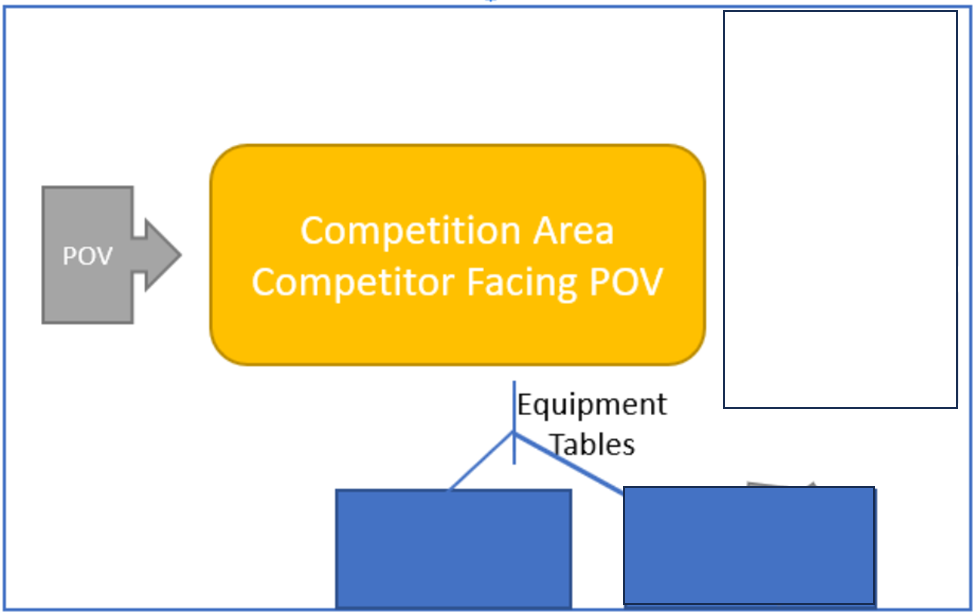 POV
Competition Area
Competitor Facing POV
Equipment
Tables